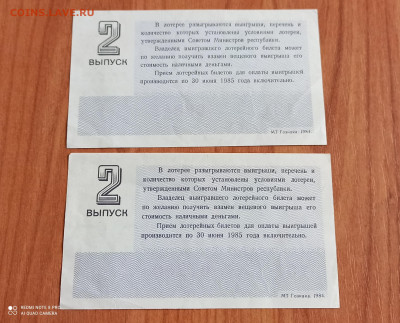 COINS.LAVE.RU
2
ВЫПУСК
В лотерее разыгрываются выигрыши, перечень и
количество которых установлены условиями лотереи,
утвержденными Советом Министров республики.
Владелец выигравшего лотерейного билета может
по желанию получить взамен вещевого выигрыша его
стоимость наличными деньгами.
Прием лотерейных билетов для оплаты выигрышей
производится по 30 июня 1985 года включительно.
МТ Гознака. 1984.
2
ВЫПУСК
В лотерее разыгрываются выигрыши, перечень и
количество которых установлены условиями лотереи,
утвержденными Советом Министров республики.
Владелец выигравшего лотерейного билета может
по желанию получить взамен вещевого выигрыша его
стоимость наличными деньгами.
Прием лотерейных билетов для оплаты выигрышей
производится по 30 июня 1985 года включительно.
МТ Гознака. 1984.
REDMI NOTE 8 PRO
AI QUAD CAMERA